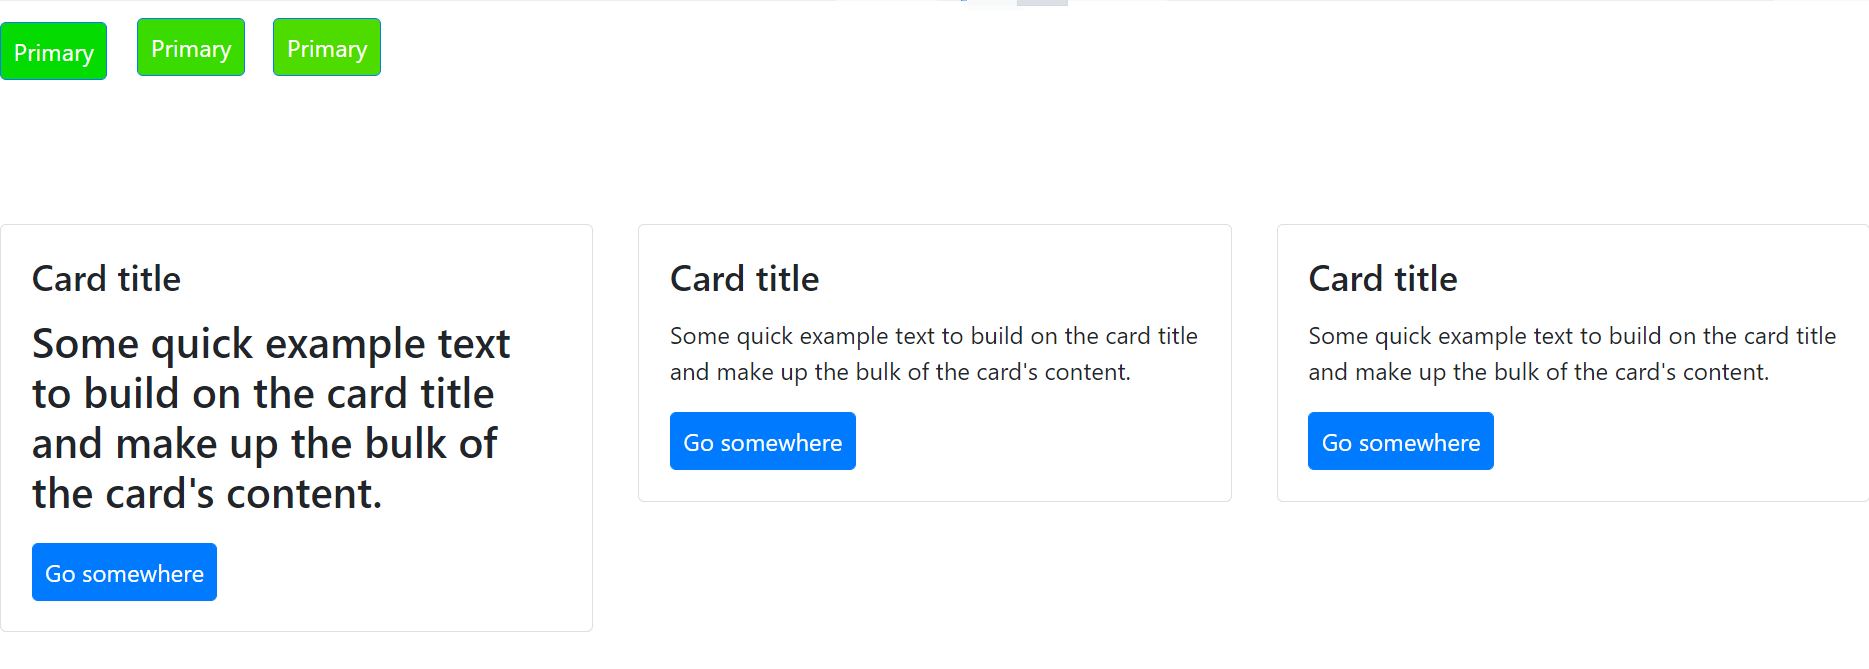 Primary Primary Primary
Card title
Some quick example text
to build on the card title
and make up the bulk of
the card's content.
Go somewhere
Card title
Some quick example text to build on the card title
and make up the bulk of the card's content.
Go somewhere
Card title
Some quick example text to build on the card title
and make up the bulk of the card's content.
Go somewhere